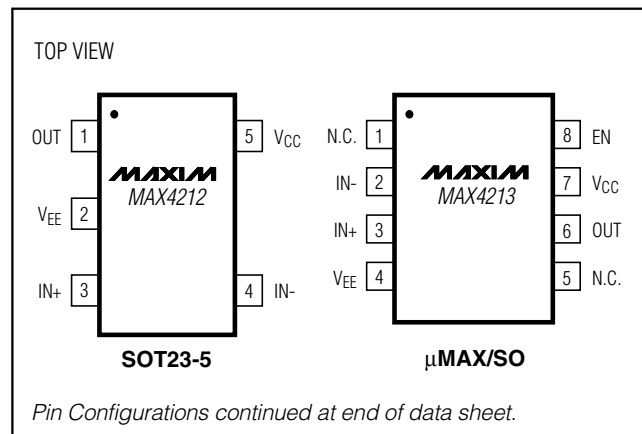 TOP VIEW
OUT 1
5 VCC
VEE 2
IN+ 3
4 IN-
MAXIM
MAX4212
SOT23-5
N.C. 1
8 EN
IN- 2
7 VCC
IN+ 3
6 OUT
VEE 4
5 N.C.
MAXIM
MAX4213
µMAX/SO
Pin Configurations continued at end of data sheet.